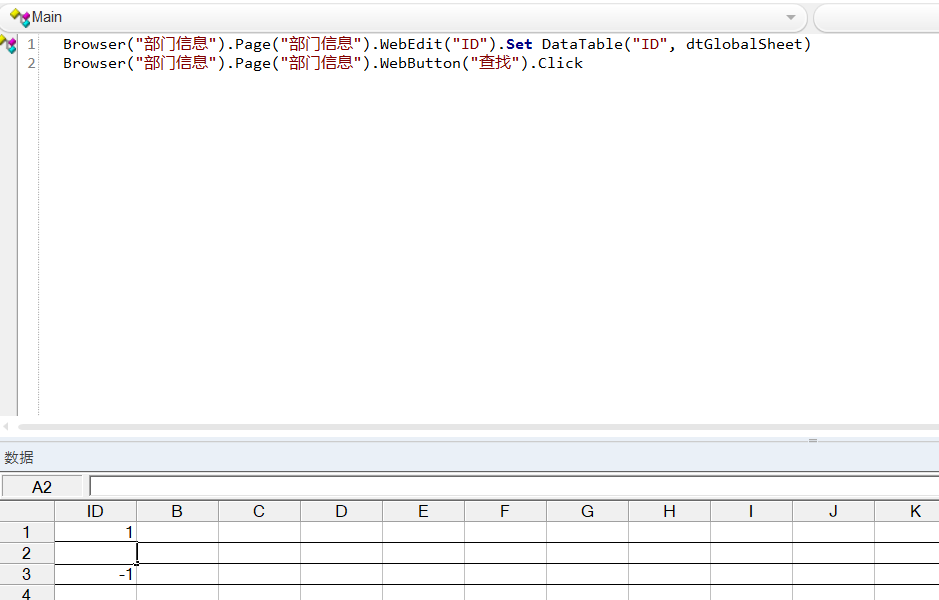 Main
1 Browser("部门信息").Page("部门信息").WebEdit("ID").Set DataTable("ID", dtGlobalSheet)
2 Browser("部门信息").Page("部门信息").WebButton("查找").Click
数据
A2
ID B C D E F G H I J K
1 1
2
3 -1
4